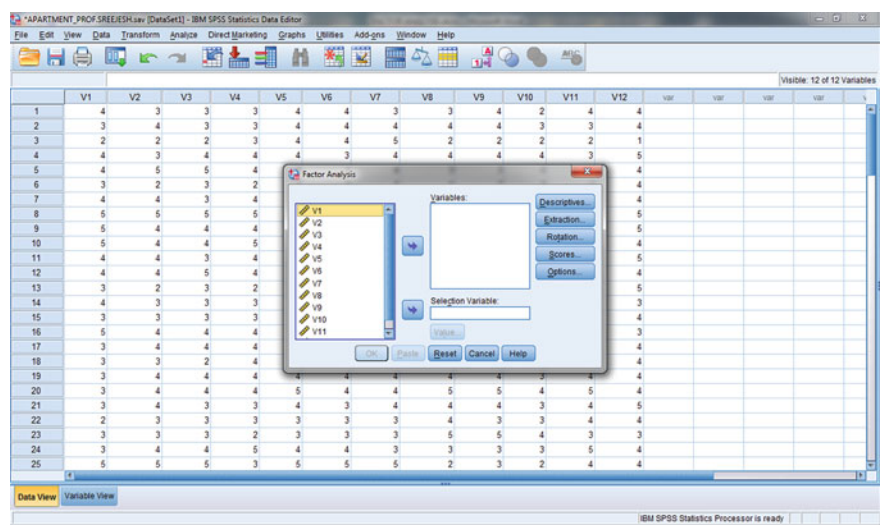 *APARTMENT_PROF.SREEJESH.sav [DataSet1] - IBM SPSS Statistics Data Editor
File Edit View Data Transform Analyze Direct Marketing Graphs Utilities Add-ons Window Help
Visible: 12 of 12 Variables
V1 V2 V3 V4 V5 V6 V7 V8 V9 V10 V11 V12 var var var var
1 4 3 3 3 4 4 3 3 4 2 4 4
2 3 4 3 3 4 4 4 4 4 3 3 4
3 2 2 2 3 4 4 5 2 2 2 2 1
4 4 3 4 4 4 3 4 4 4 4 3 5
5 4 5 5 4 4
6 3 2 3 2 4
7 4 4 3 4 4
8 5 5 5 5 5
9 5 4 4 4 5
10 5 4 4 5 4
11 4 4 3 4 5
12 4 4 5 4 4
13 3 2 3 2 5
14 4 3 3 3 3
15 3 3 3 3 4
16 5 4 4 4 3
17 3 4 4 4 4
18 3 3 2 4 4
19 3 4 4 4 4 4 4 4 4 3 4 4
20 3 4 4 4 5 4 4 5 5 4 5 4
21 3 4 3 3 4 3 4 4 4 3 4 5
22 2 3 3 3 3 3 3 4 3 3 4 4
23 3 3 3 2 3 3 3 5 5 4 3 3
24 3 4 4 5 4 4 3 3 3 3 5 4
25 5 5 5 3 5 5 5 2 3 2 4 4
Factor Analysis
Variables:
V1
V2
V3
V4
V5
V6
V7
V8
V9
V10
V11
Descriptives...
Extraction...
Rotation...
Scores...
Options...
Selection Variable:
Value...
OK Paste Reset Cancel Help
Data View Variable View
IBM SPSS Statistics Processor is ready